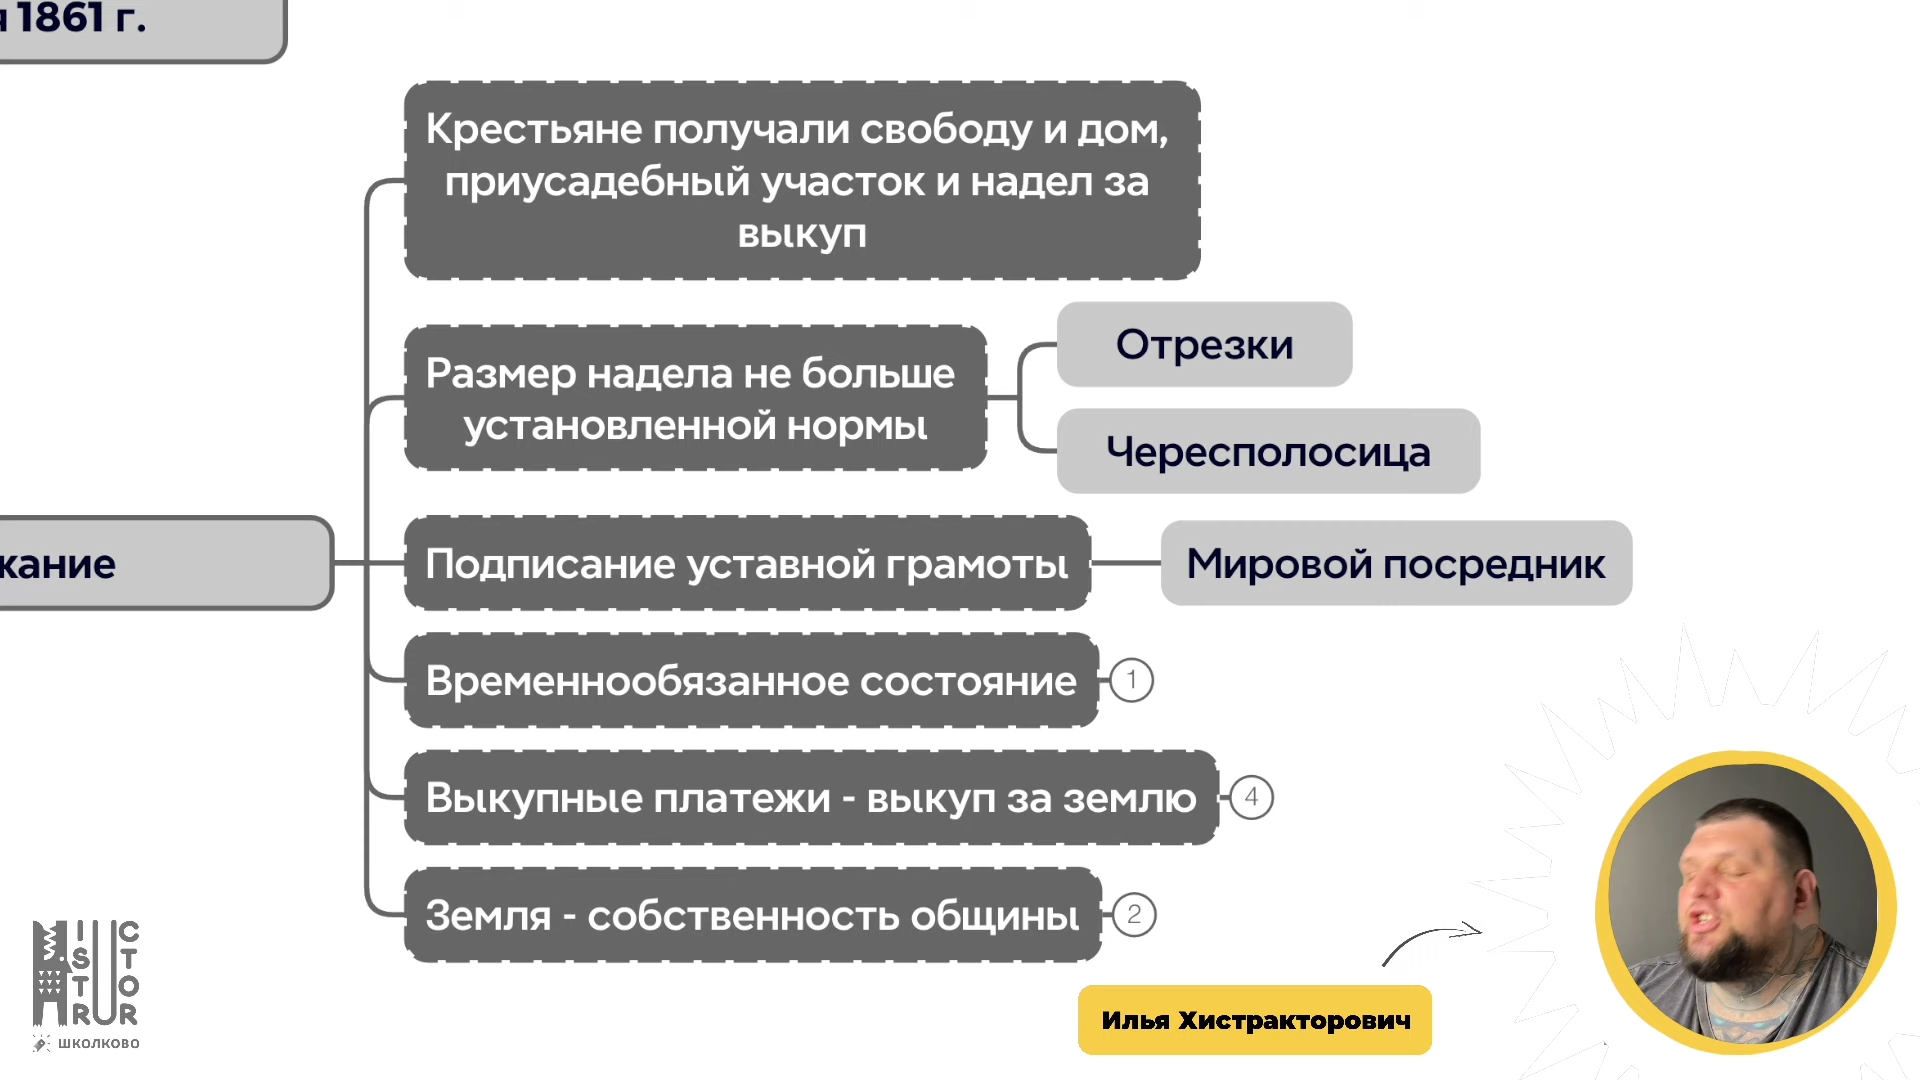 я 1861 г.
Крестьяне получали свободу и дом,
приусадебный участок и надел за
выкуп
Размер надела не больше
установленной нормы
Отрезки
Чересполосица
жание
Подписание уставной грамоты
Мировой посредник
Временнообязанное состояние
1
Выкупные платежи - выкуп за землю
4
Земля - собственность общины
2
HISTRUCTOR
ШКОЛКОВО
Илья Хистракторович